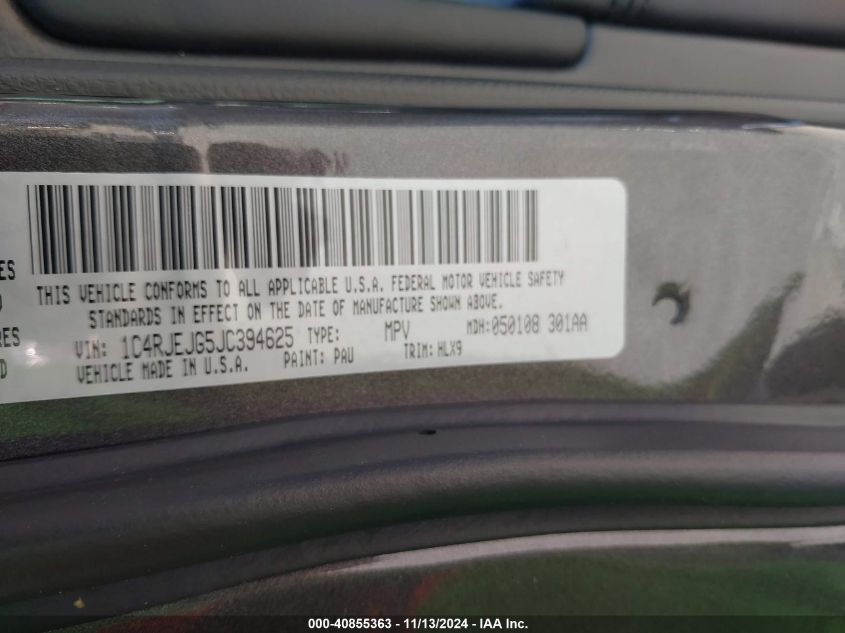 THIS VEHICLE CONFORMS TO ALL APPLICABLE U.S.A. FEDERAL MOTOR VEHICLE SAFETY
ES
STANDARDS IN EFFECT ON THE DATE OF MANUFACTURE SHOWN ABOVE.
RES
VIN: 1C4RJEJG5JC394625 TYPE: MPV MDH:050108 301AA
D
VEHICLE MADE IN U.S.A. PAINT: PAU TRIM: HLX9
000-40855363 - 11/13/2024 - IAA Inc.